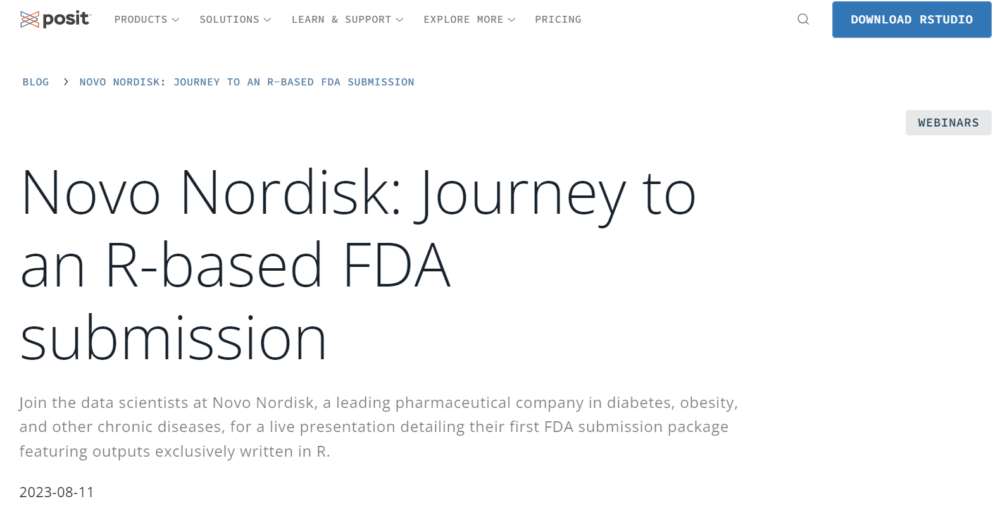 posit™ PRODUCTS SOLUTIONS LEARN & SUPPORT EXPLORE MORE PRICING DOWNLOAD RSTUDIO
BLOG > NOVO NORDISK: JOURNEY TO AN R-BASED FDA SUBMISSION
WEBINARS
Novo Nordisk: Journey to
an R-based FDA
submission
Join the data scientists at Novo Nordisk, a leading pharmaceutical company in diabetes, obesity,
and other chronic diseases, for a live presentation detailing their first FDA submission package
featuring outputs exclusively written in R.
2023-08-11